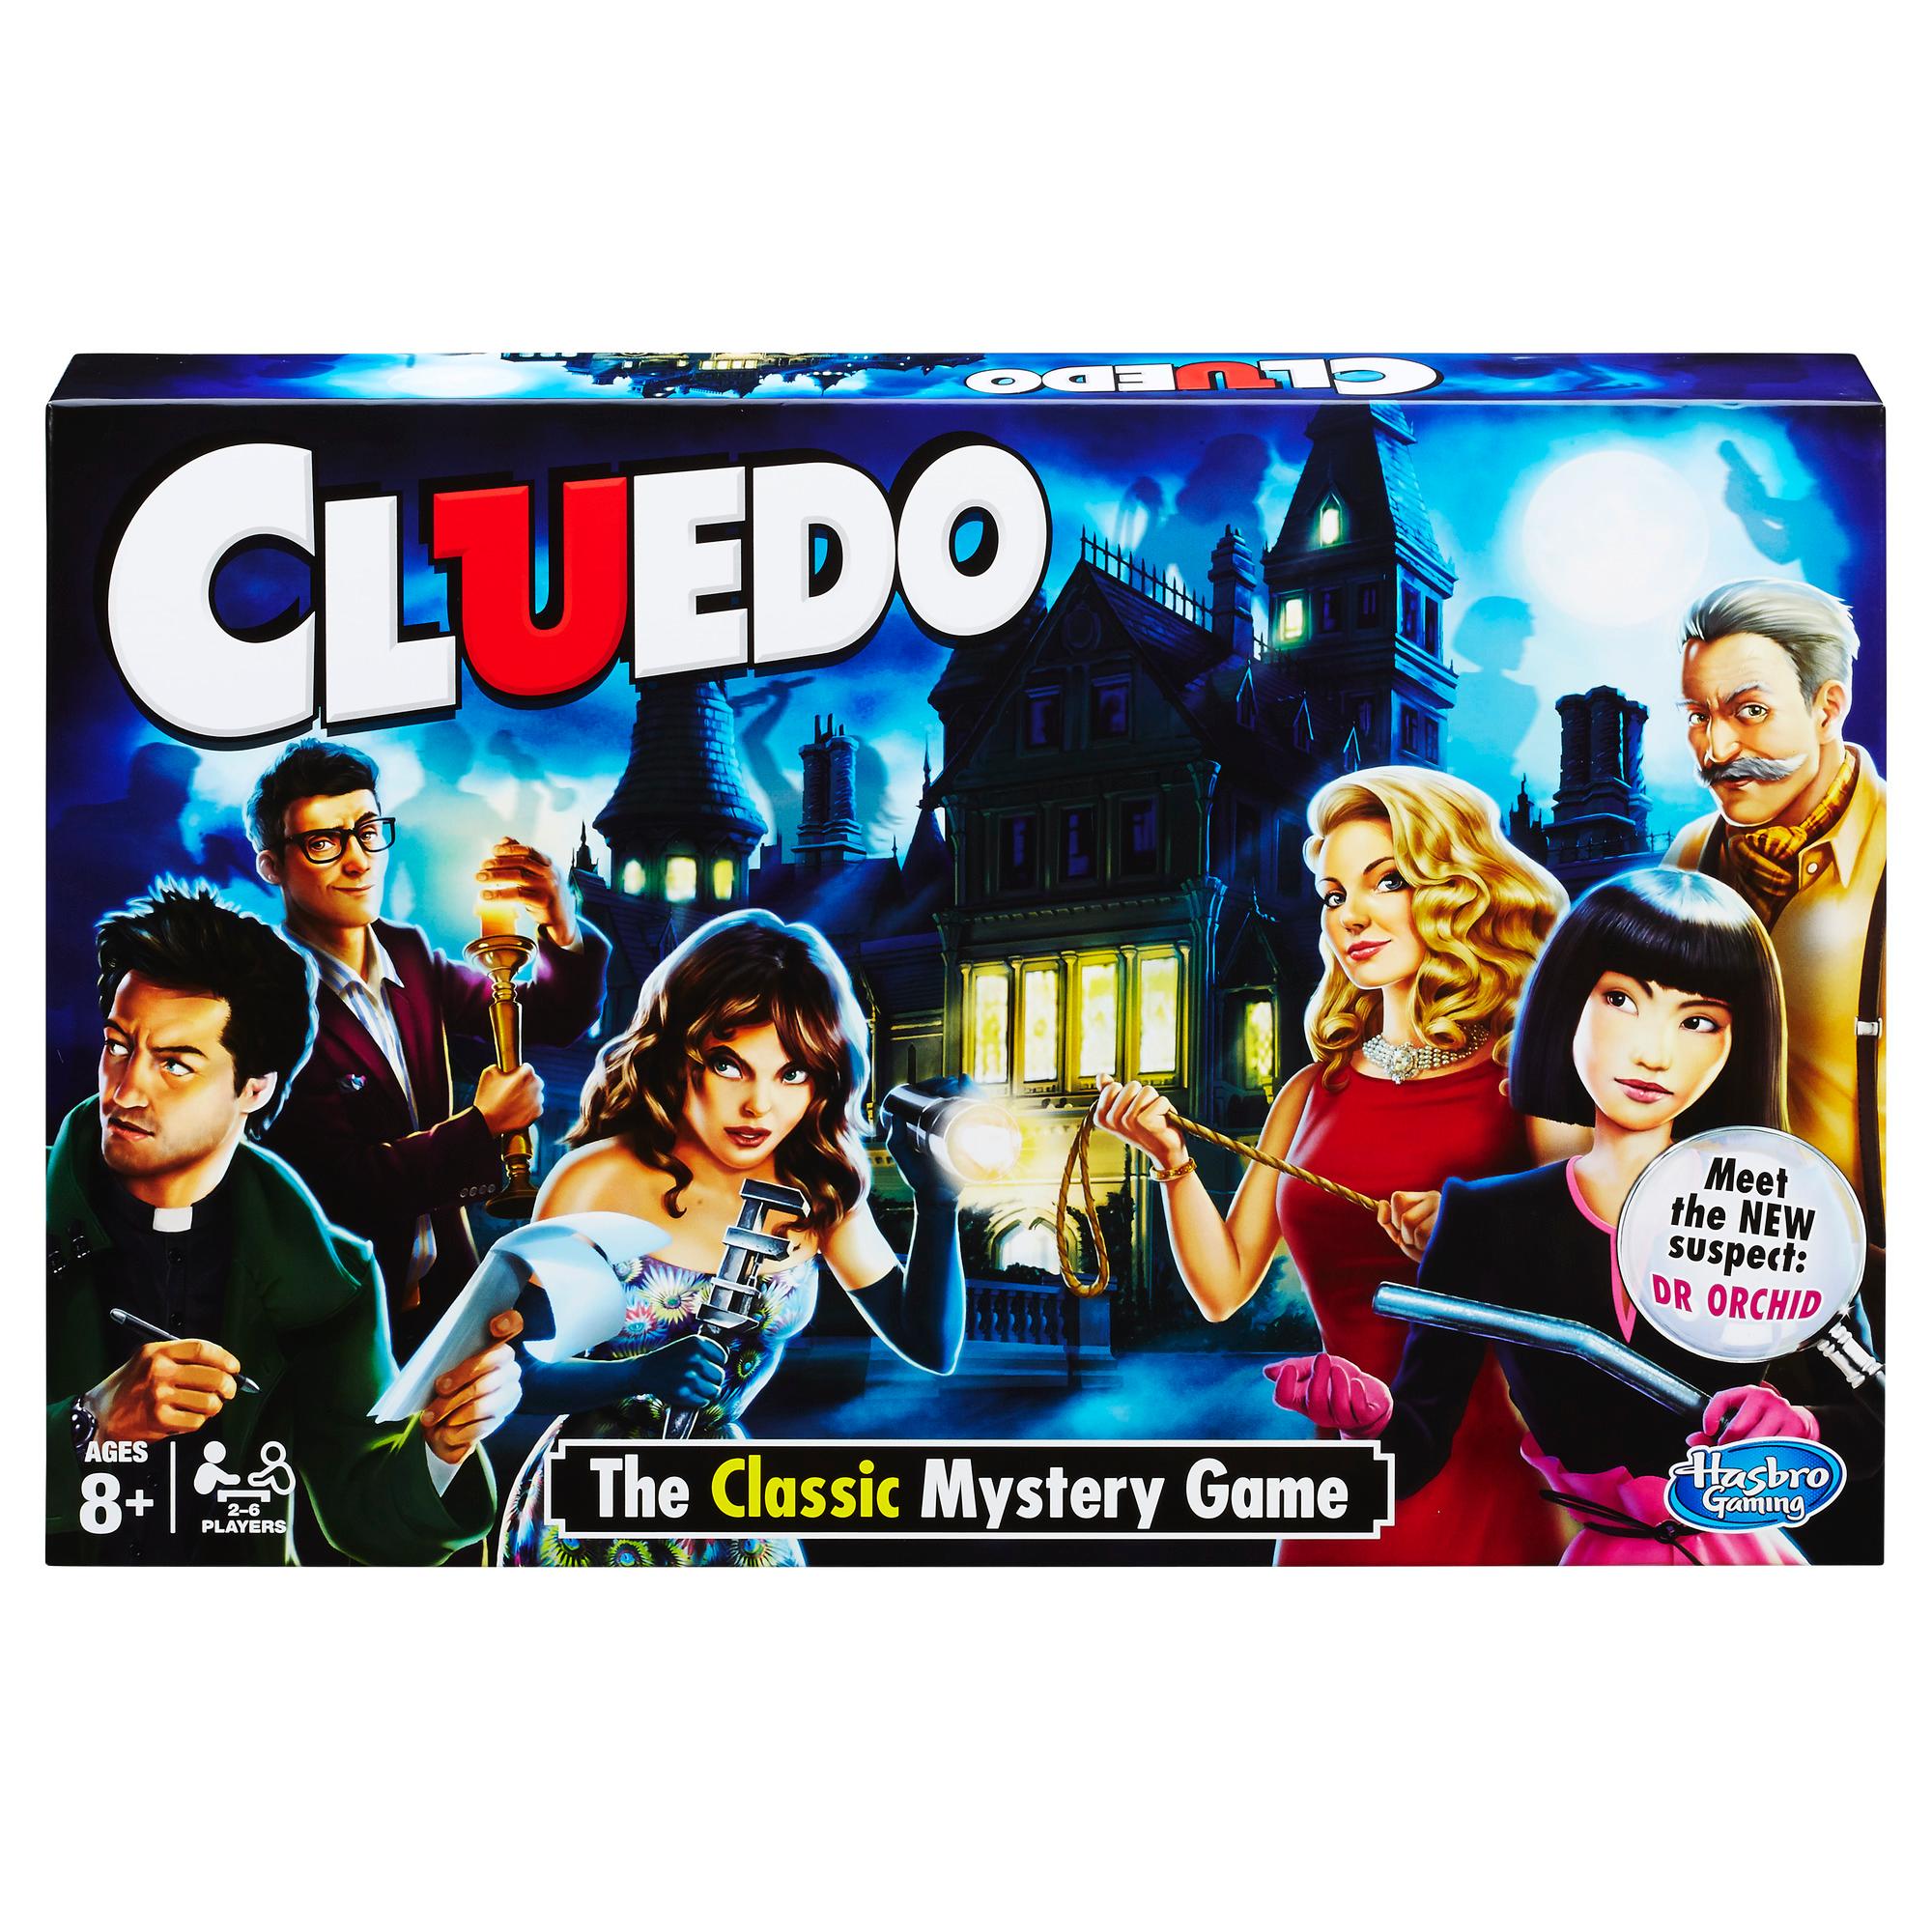 CLUEDO
CLUEDO
Meet
the NEW
suspect:
DR ORCHID
AGES
8+
2-6
PLAYERS
The Classic Mystery Game
Hasbro
Gaming